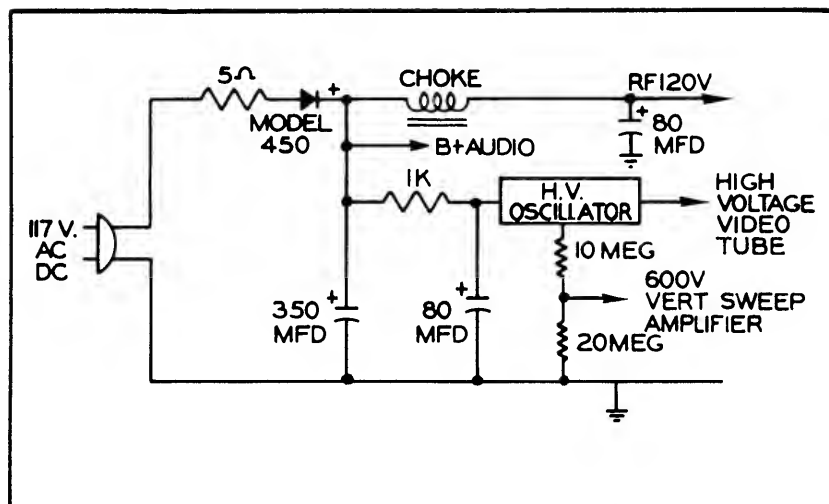 5Ω
MODEL
450
+
CHOKE
RF120V
+
80
MFD
B+AUDIO
1K
H.V.
OSCILLATOR
HIGH
VOLTAGE
VIDEO
TUBE
117 V.
AC
DC
10 MEG
+
350
MFD
+
80
MFD
600V
VERT SWEEP
AMPLIFIER
20MEG